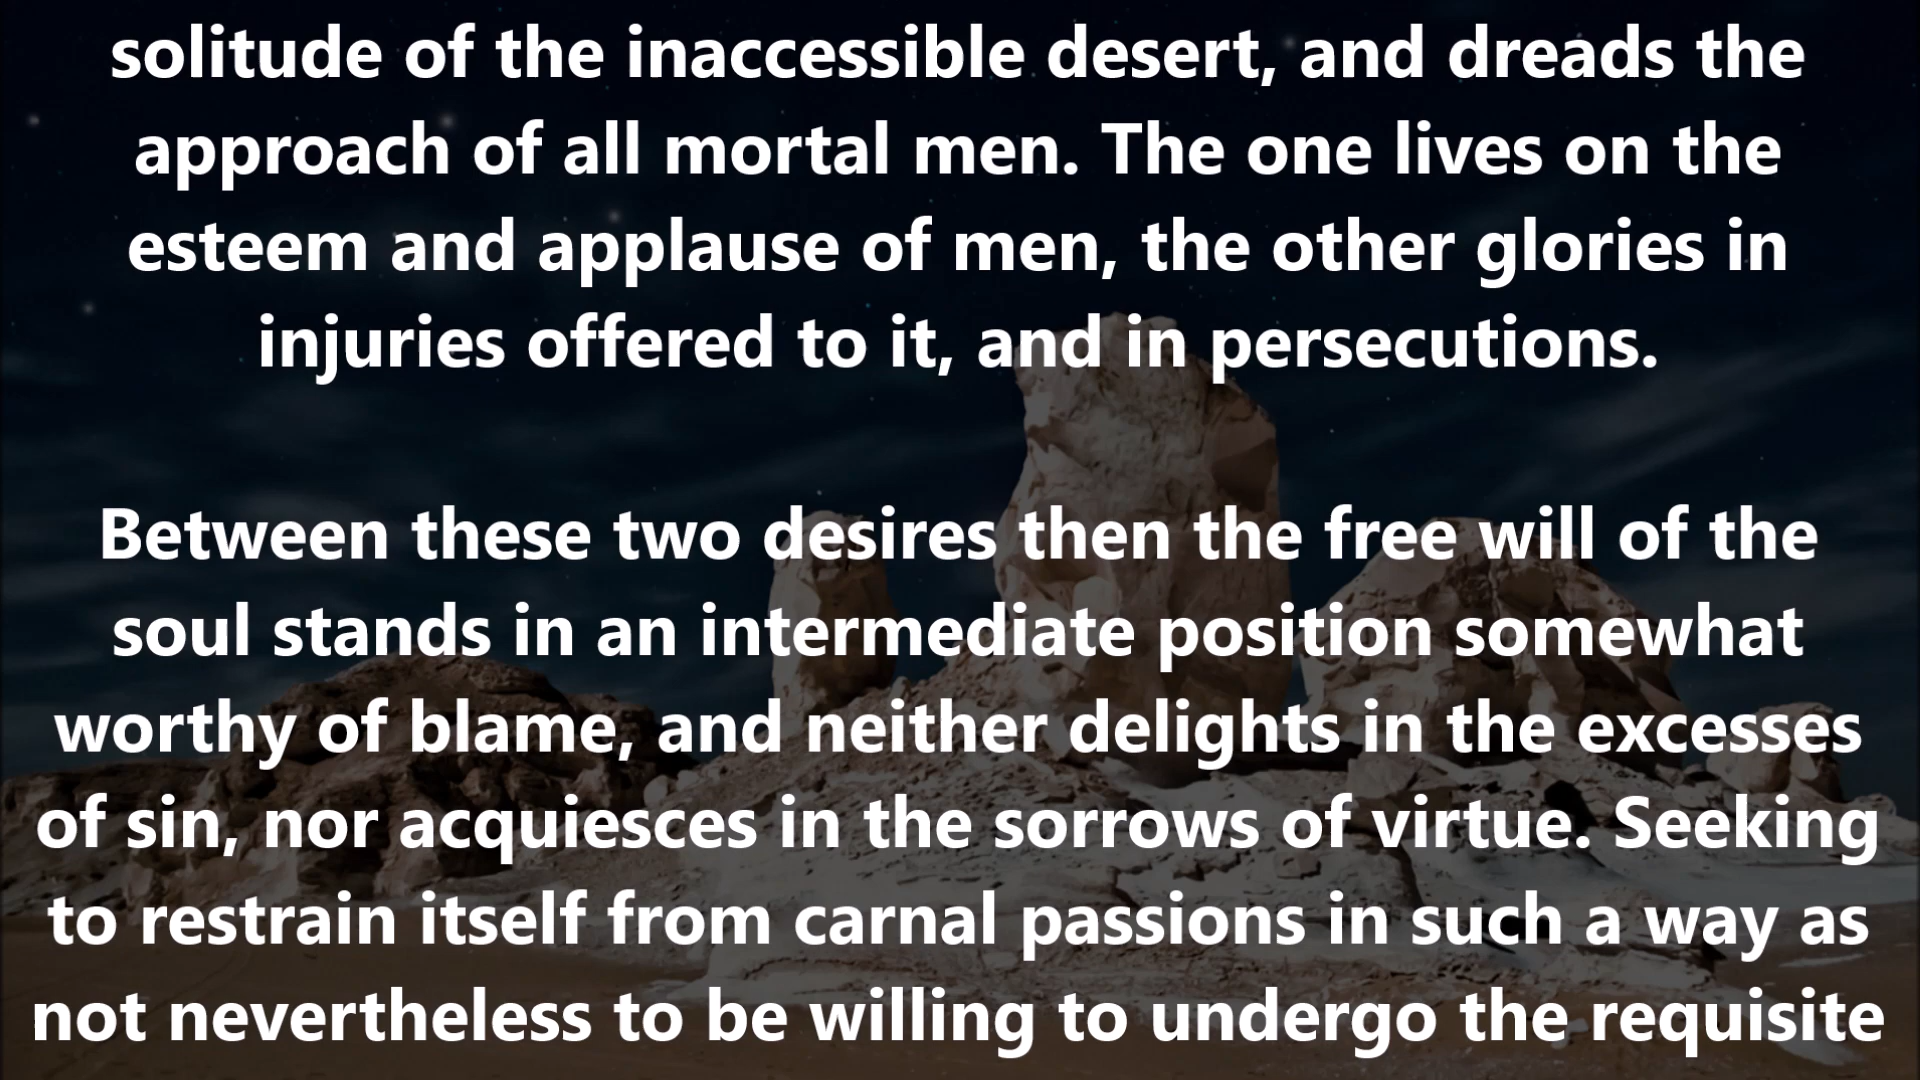 solitude of the inaccessible desert, and dreads the
approach of all mortal men. The one lives on the
esteem and applause of men, the other glories in
injuries offered to it, and in persecutions.
Between these two desires then the free will of the
soul stands in an intermediate position somewhat
worthy of blame, and neither delights in the excesses
of sin, nor acquiesces in the sorrows of virtue. Seeking
to restrain itself from carnal passions in such a way as
not nevertheless to be willing to undergo the requisite